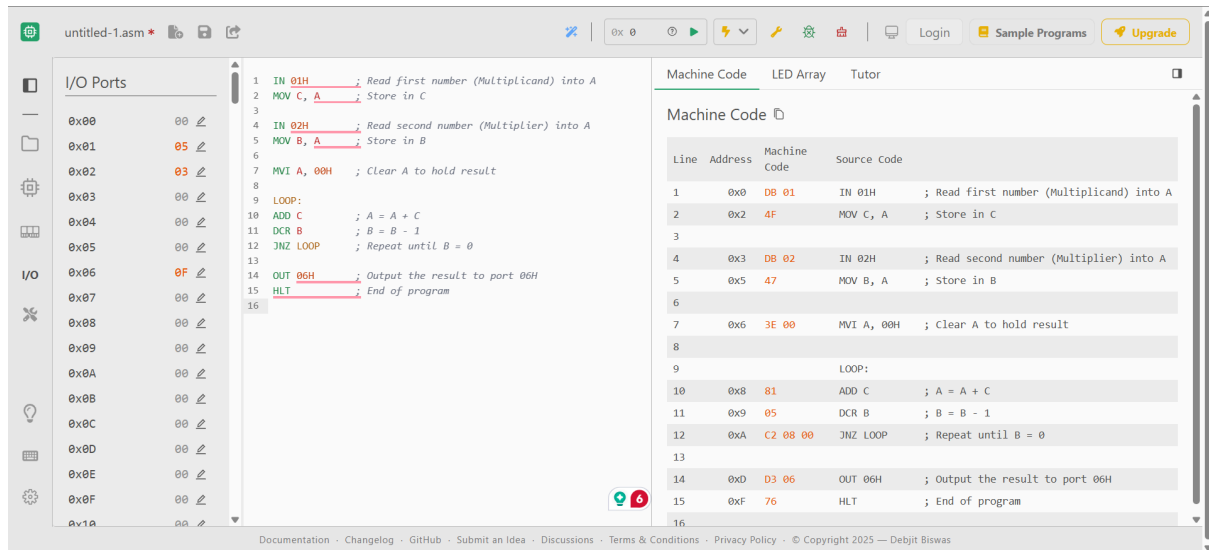 untitled-1.asm *
0x 0
Login
Sample Programs
Upgrade
I/O Ports
0x00 00
0x01 05
0x02 03
0x03 00
0x04 00
0x05 00
0x06 0F
0x07 00
0x08 00
0x09 00
0x0A 00
0x0B 00
0x0C 00
0x0D 00
0x0E 00
0x0F 00
0x10 00
I/O
1 IN 01H ; Read first number (Multiplicand) into A
2 MOV C, A ; Store in C
3
4 IN 02H ; Read second number (Multiplier) into A
5 MOV B, A ; Store in B
6
7 MVI A, 00H ; Clear A to hold result
8
9 LOOP:
10 ADD C ; A = A + C
11 DCR B ; B = B - 1
12 JNZ LOOP ; Repeat until B = 0
13
14 OUT 06H ; Output the result to port 06H
15 HLT ; End of program
16
6
Machine Code LED Array Tutor
Machine Code
Line Address Machine Code Source Code
1 0x0 DB 01 IN 01H ; Read first number (Multiplicand) into A
2 0x2 4F MOV C, A ; Store in C
3
4 0x3 DB 02 IN 02H ; Read second number (Multiplier) into A
5 0x5 47 MOV B, A ; Store in B
6
7 0x6 3E 00 MVI A, 00H ; Clear A to hold result
8
9 LOOP:
10 0x8 81 ADD C ; A = A + C
11 0x9 05 DCR B ; B = B - 1
12 0xA C2 08 00 JNZ LOOP ; Repeat until B = 0
13
14 0xD D3 06 OUT 06H ; Output the result to port 06H
15 0xF 76 HLT ; End of program
16
Documentation · Changelog · GitHub · Submit an Idea · Discussions · Terms & Conditions · Privacy Policy · © Copyright 2025 — Debjit Biswas